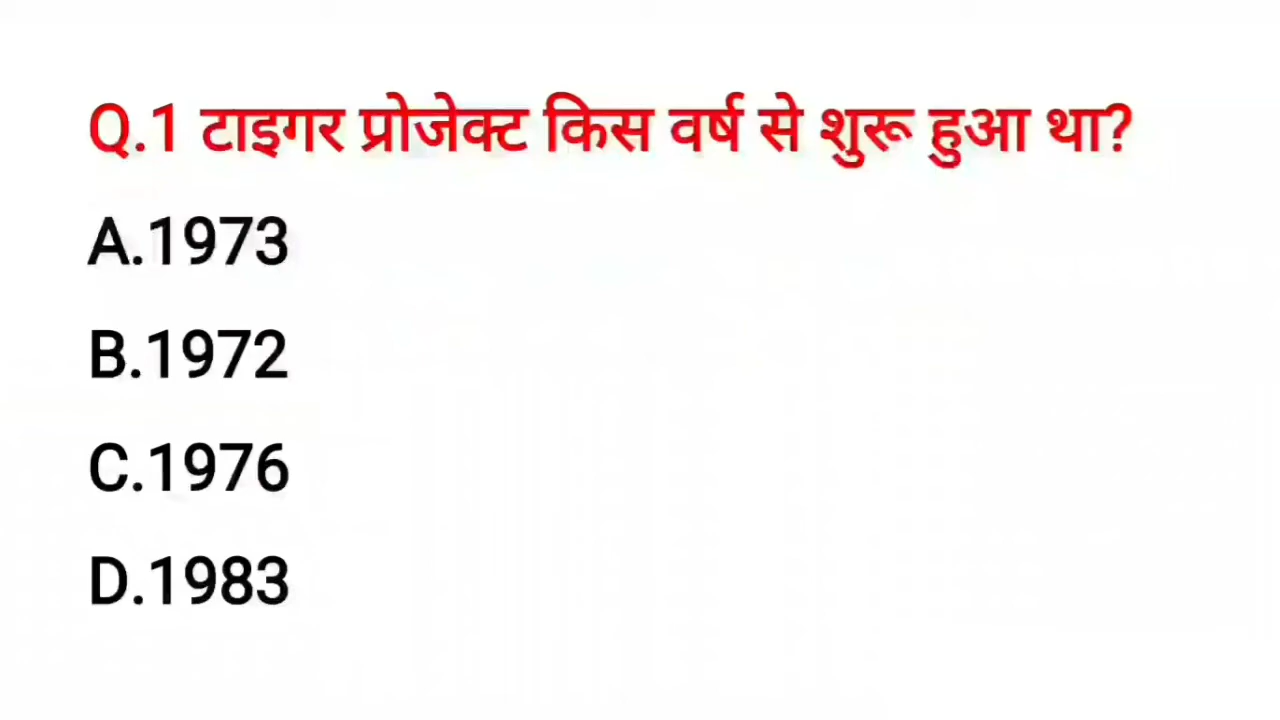 Q.1 टाइगर प्रोजेक्ट किस वर्ष से शुरू हुआ था?
A.1973
B.1972
C.1976
D.1983